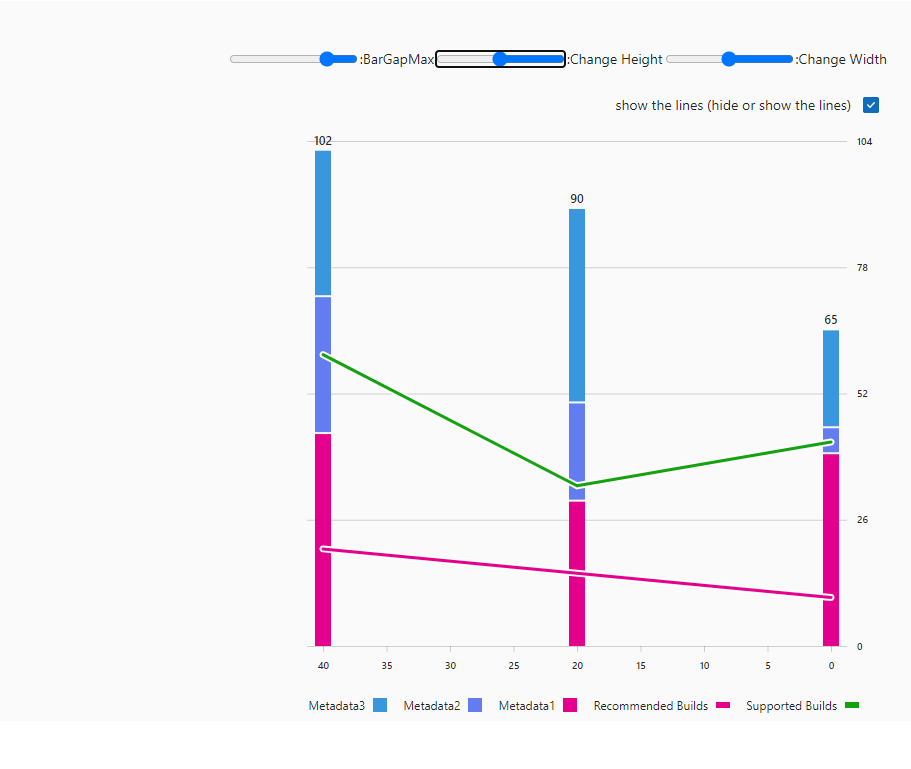 :BarGapMax :Change Height :Change Width
show the lines (hide or show the lines)
102
104
90
78
65
52
26
0
40 35 30 25 20 15 10 5 0
Metadata3 Metadata2 Metadata1 Recommended Builds Supported Builds